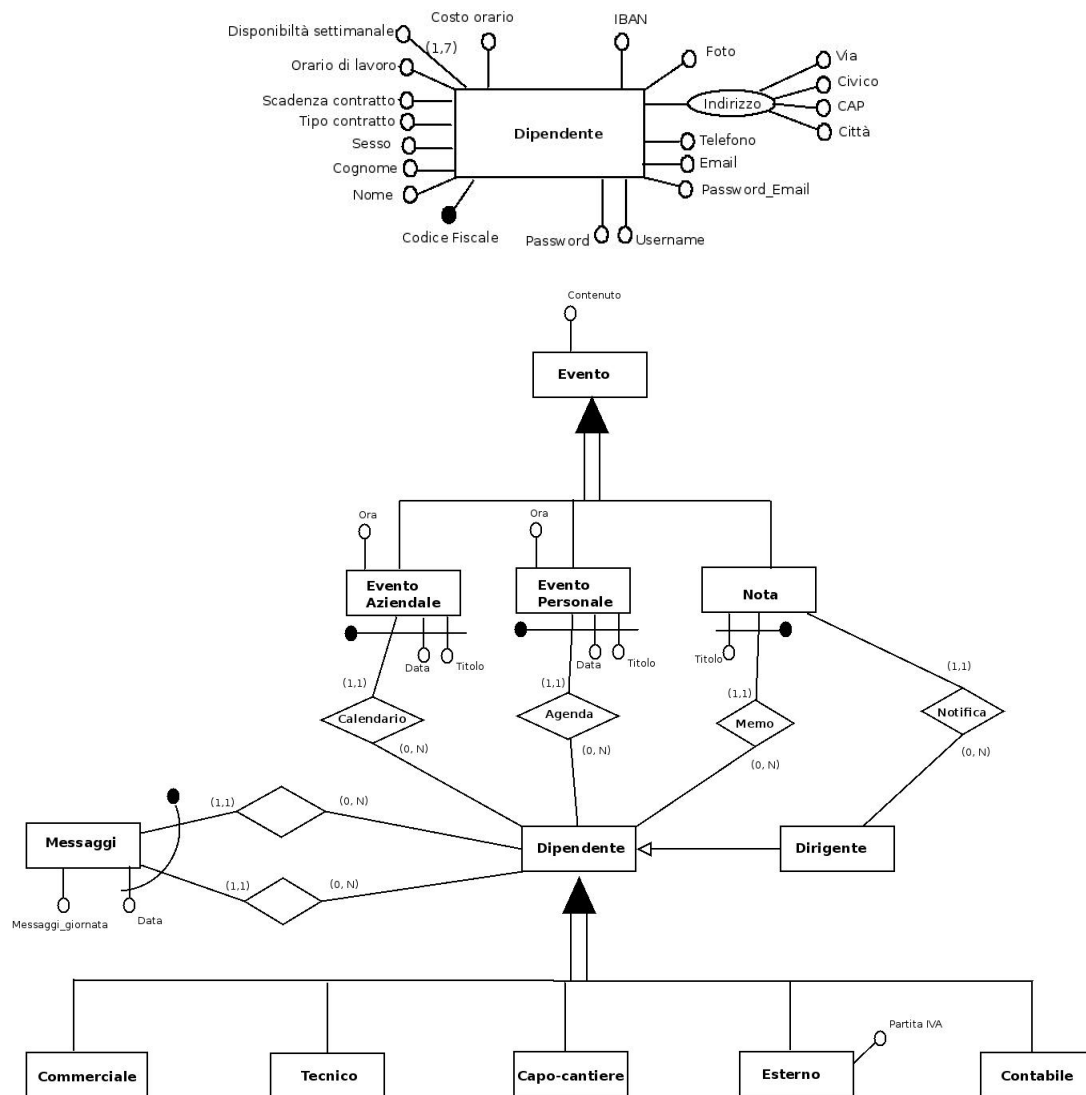 Costo orario
IBAN
Disponibiltà settimanale
(1,7)
Foto
Via
Orario di lavoro
Civico
Scadenza contratto
Indirizzo
CAP
Tipo contratto
Dipendente
Città
Sesso
Telefono
Cognome
Email
Nome
Password_Email
Codice Fiscale
Password
Username
Contenuto
Evento
Ora
Ora
Evento
Aziendale
Evento
Personale
Nota
Data
Titolo
Data
Titolo
Titolo
(1,1)
(1,1)
(1,1)
(1,1)
Calendario
Agenda
Memo
Notifica
(0, N)
(0, N)
(0, N)
(0, N)
(1,1)
(0, N)
Messaggi
Dipendente
Dirigente
(1,1)
(0, N)
Messaggi_giornata
Data
Partita IVA
Commerciale
Tecnico
Capo-cantiere
Esterno
Contabile